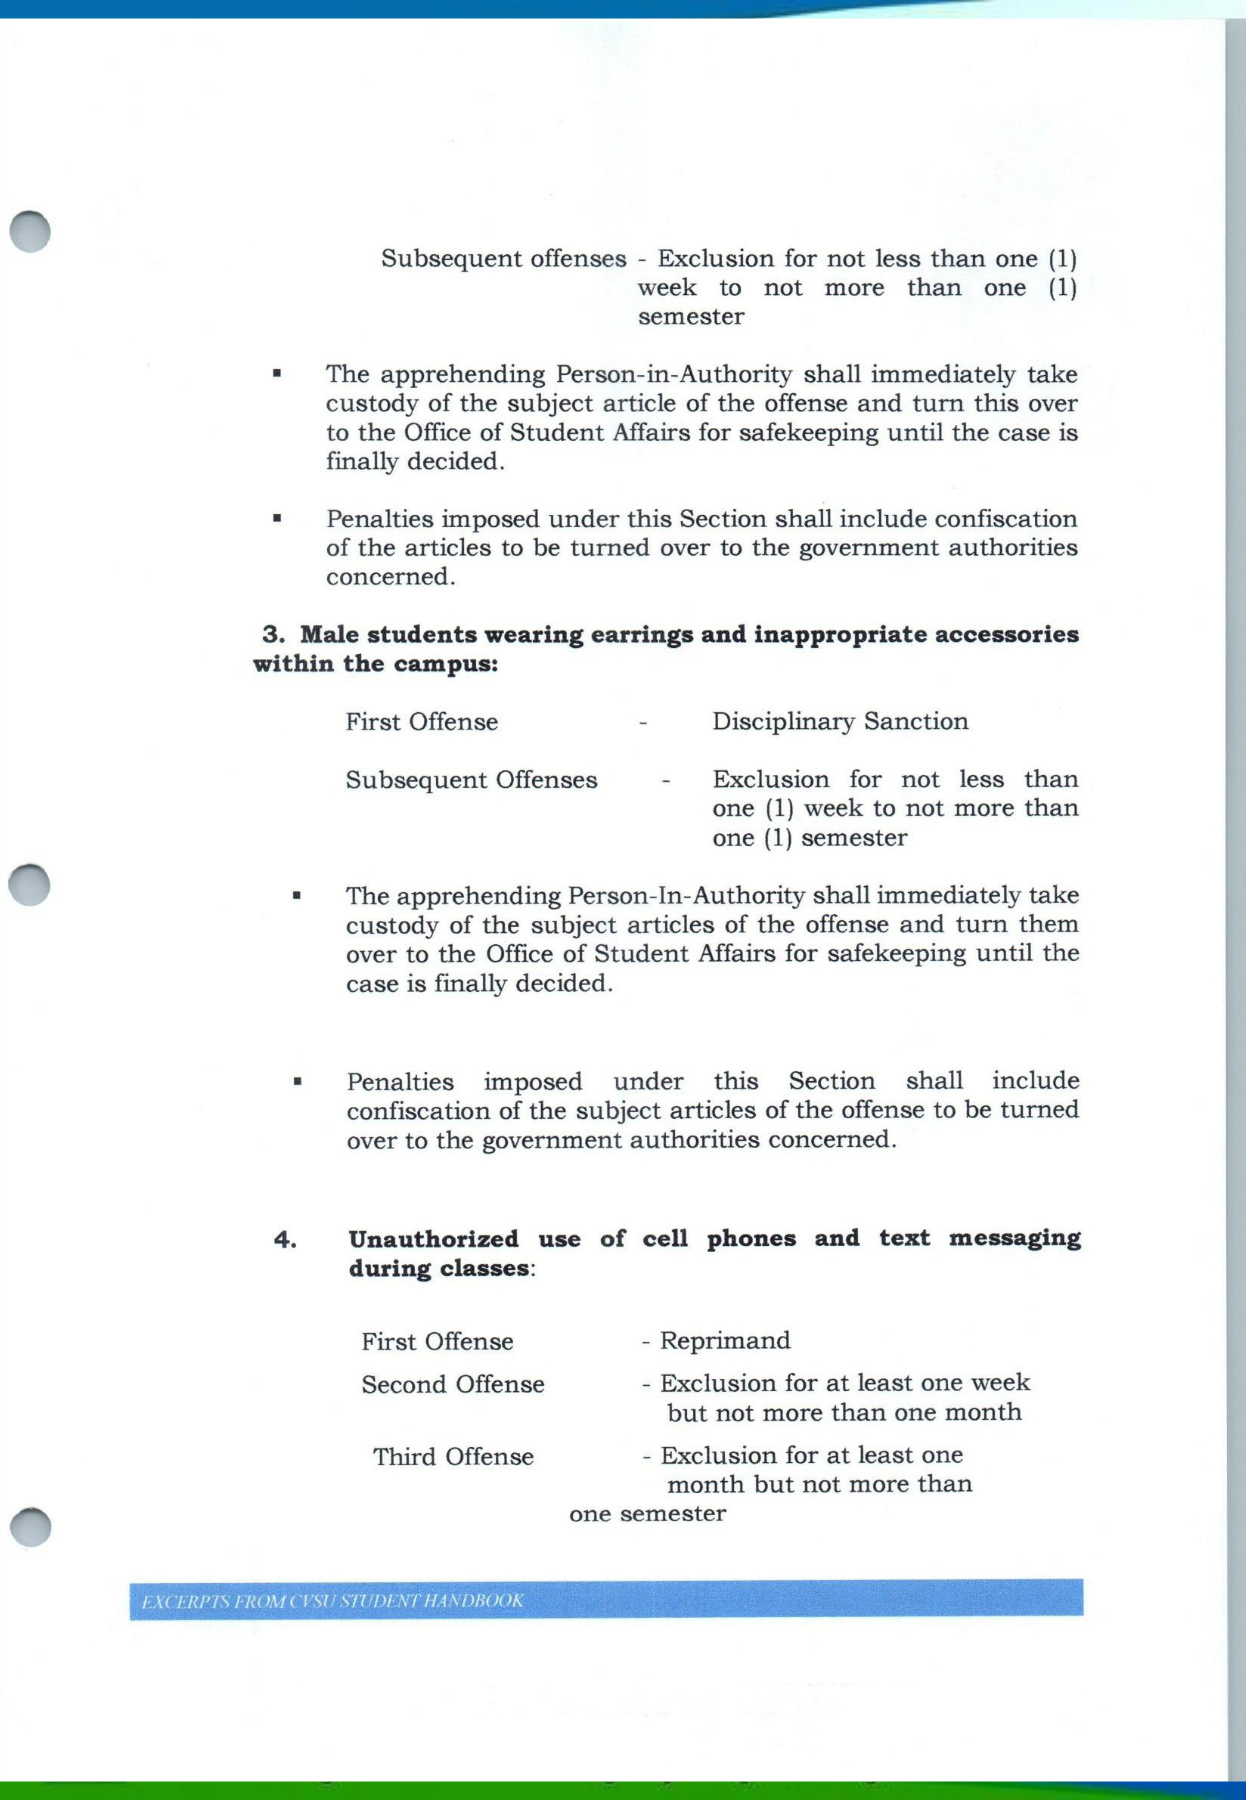 Subsequent offenses - Exclusion for not less than one (1)
week to not more than one (1)
semester
▪ The apprehending Person-in-Authority shall immediately take
custody of the subject article of the offense and turn this over
to the Office of Student Affairs for safekeeping until the case is
finally decided.
▪ Penalties imposed under this Section shall include confiscation
of the articles to be turned over to the government authorities
concerned.
3. Male students wearing earrings and inappropriate accessories
within the campus:
First Offense - Disciplinary Sanction
Subsequent Offenses - Exclusion for not less than
one (1) week to not more than
one (1) semester
▪ The apprehending Person-In-Authority shall immediately take
custody of the subject articles of the offense and turn them
over to the Office of Student Affairs for safekeeping until the
case is finally decided.
▪ Penalties imposed under this Section shall include
confiscation of the subject articles of the offense to be turned
over to the government authorities concerned.
4. Unauthorized use of cell phones and text messaging
during classes:
First Offense - Reprimand
Second Offense - Exclusion for at least one week
but not more than one month
Third Offense - Exclusion for at least one
month but not more than
one semester
EXCERPTS FROM CVSU STUDENT HANDBOOK